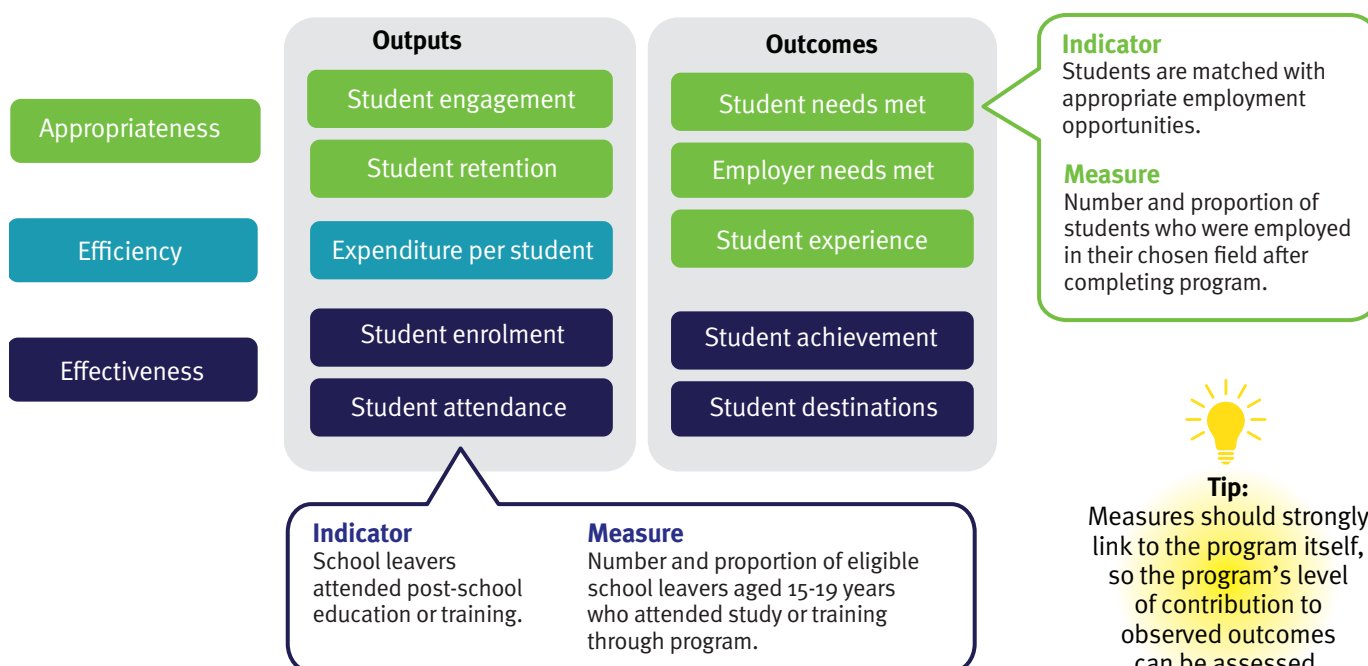 Outputs
Outcomes
Appropriateness
Efficiency
Effectiveness
Student engagement
Student retention
Expenditure per student
Student enrolment
Student attendance
Student needs met
Employer needs met
Student experience
Student achievement
Student destinations
Indicator
Students are matched with
appropriate employment
opportunities.
Measure
Number and proportion of
students who were employed
in their chosen field after
completing program.
Indicator
School leavers
attended post-school
education or training.
Measure
Number and proportion of eligible
school leavers aged 15-19 years
who attended study or training
through program.
Tip:
Measures should strongly
link to the program itself,
so the program’s level
of contribution to
observed outcomes
can be assessed